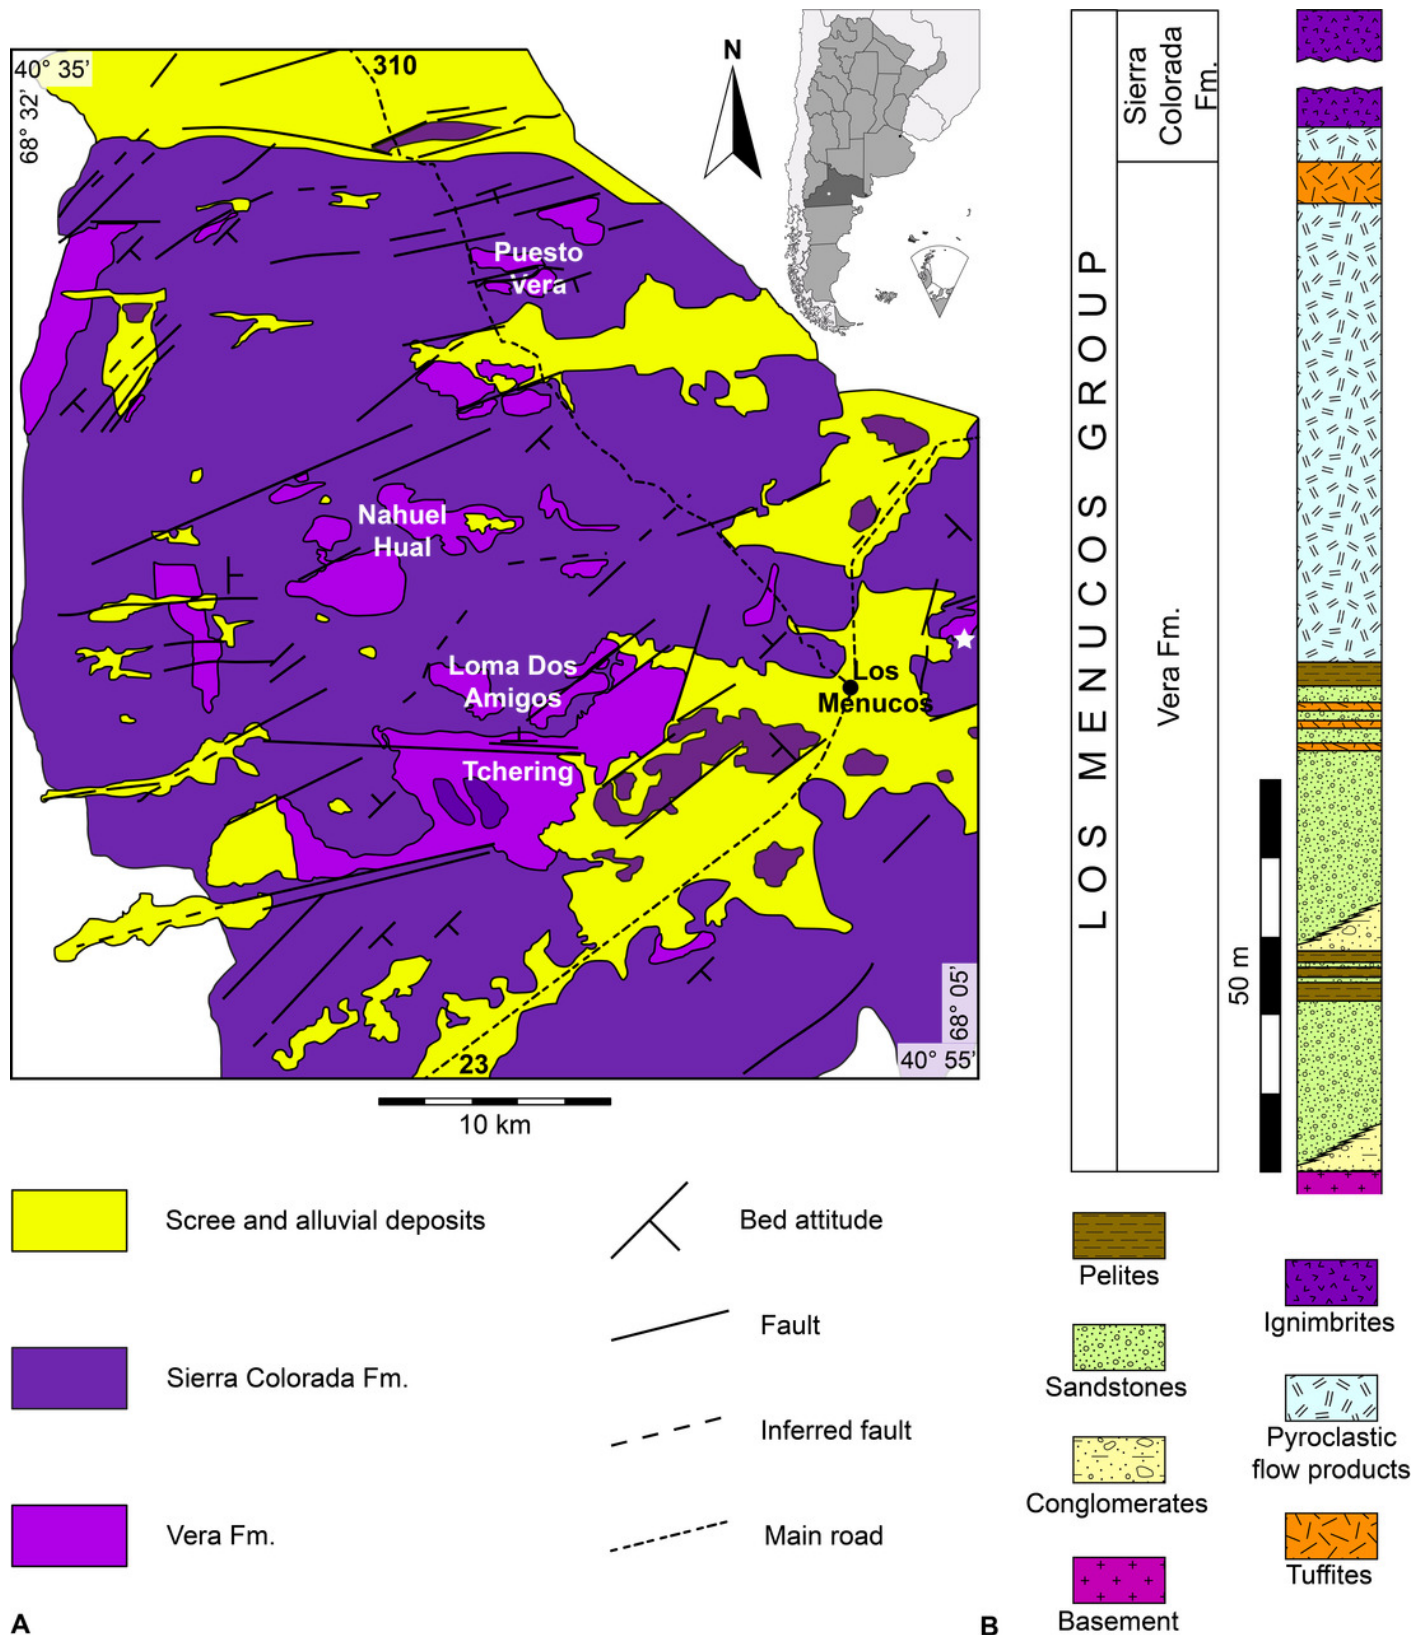 40° 35’
68° 32’
310
N
Puesto
Vera
Nahuel
Hual
Loma Dos
Amigos
Los
Menucos
Tchering
23
68° 05’
40° 55’
10 km
Scree and alluvial deposits
Sierra Colorada Fm.
Vera Fm.
Bed attitude
Fault
Inferred fault
Main road
A
LOS MENUCOS GROUP
Sierra
Colorada
Fm.
Vera Fm.
50 m
Pelites
Sandstones
Conglomerates
Basement
Ignimbrites
Pyroclastic
flow products
Tuffites
B